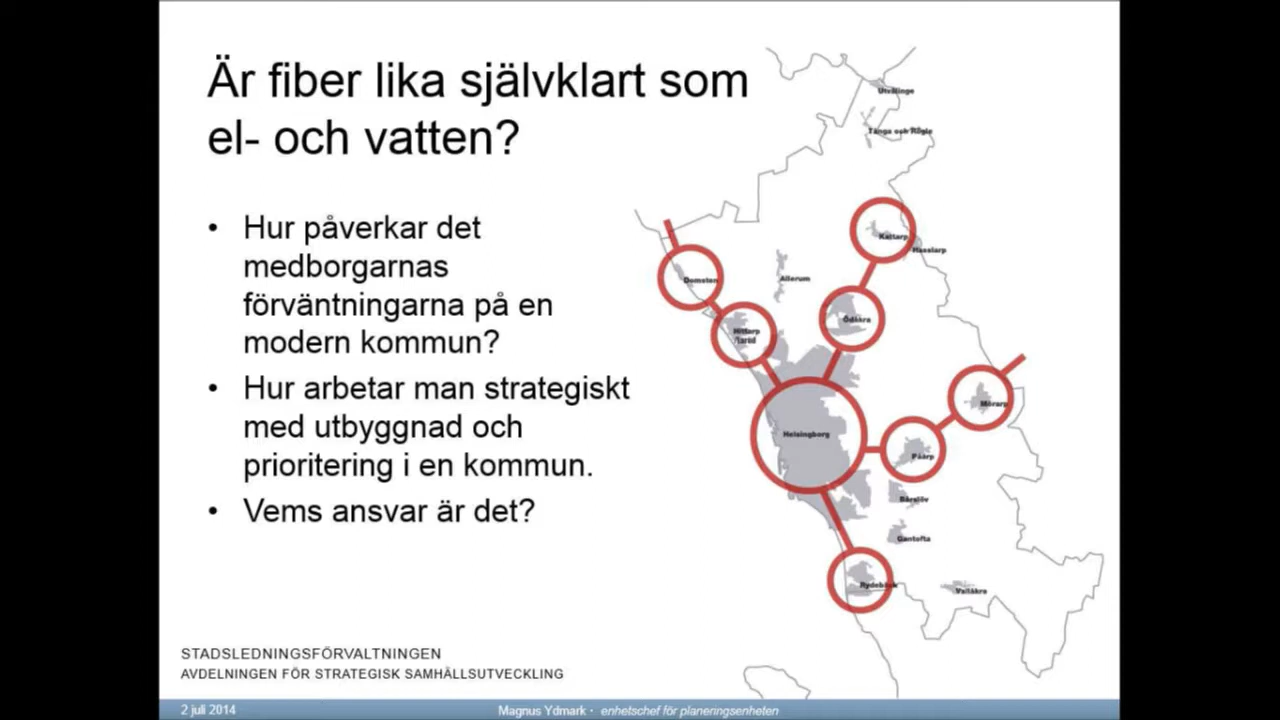 Är fiber lika självklart som
el- och vatten?
• Hur påverkar det
medborgarnas
förväntningarna på en
modern kommun?
• Hur arbetar man strategiskt
med utbyggnad och
prioritering i en kommun.
• Vems ansvar är det?
Utvälinge
Tånga och Rögle
Kattarp
Hasslarp
Domsten
Allerum
Ödåkra
Hittarp
/laröd
Mörarp
Helsingborg
Påarp
Bårslöv
Gantofta
Rydebäck
Vallåkra
STADSLEDNINGSFÖRVALTNINGEN
AVDELNINGEN FÖR STRATEGISK SAMHÄLLSUTVECKLING
2 juli 2014
Magnus Ydmark · enhetschef för planeringsenheten